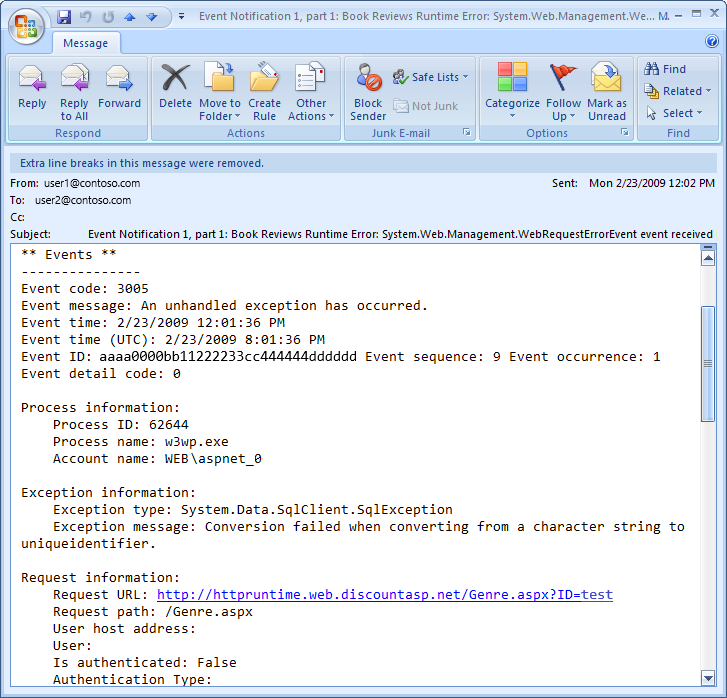 Event Notification 1, part 1: Book Reviews Runtime Error: System.Web.Management.We... M.
Message
Reply
Reply to All
Forward
Respond
Delete
Move to Folder
Create Rule
Other Actions
Actions
Block Sender
Safe Lists
Not Junk
Junk E-mail
Categorize
Follow Up
Mark as Unread
Options
Find
Related
Select
Find
Extra line breaks in this message were removed.
From: user1@contoso.com Sent: Mon 2/23/2009 12:02 PM
To: user2@contoso.com
Cc:
Subject: Event Notification 1, part 1: Book Reviews Runtime Error: System.Web.Management.WebRequestErrorEvent event received
** Events **
---------------
Event code: 3005
Event message: An unhandled exception has occurred.
Event time: 2/23/2009 12:01:36 PM
Event time (UTC): 2/23/2009 8:01:36 PM
Event ID: aaaa0000bb11222233cc444444dddddd Event sequence: 9 Event occurrence: 1
Event detail code: 0
Process information:
Process ID: 62644
Process name: w3wp.exe
Account name: WEB\aspnet_0
Exception information:
Exception type: System.Data.SqlClient.SqlException
Exception message: Conversion failed when converting from a character string to
uniqueidentifier.
Request information:
Request URL: http://httpruntime.web.discountasp.net/Genre.aspx?ID=test
Request path: /Genre.aspx
User host address:
User:
Is authenticated: False
Authentication Type: